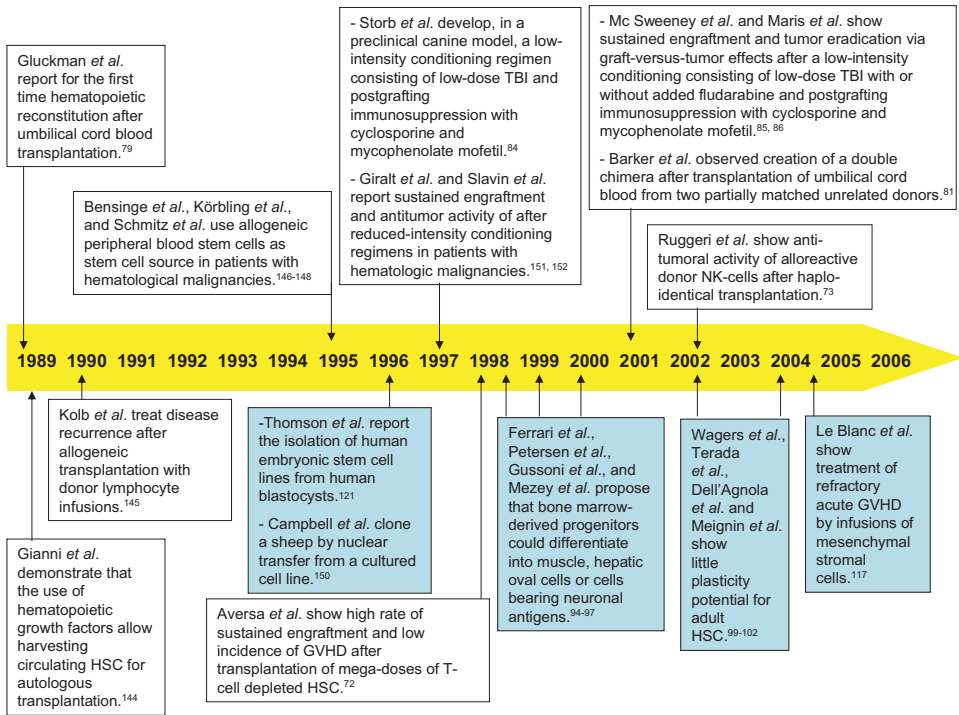 Gluckman et al.
report for the first
time hematopoietic
reconstitution after
umbilical cord blood
transplantation.79
Bensinge et al., Körbling et al.,
and Schmitz et al. use allogeneic
peripheral blood stem cells as
stem cell source in patients with
hematological malignancies.146-148
- Storb et al. develop, in a
preclinical canine model, a low-
intensity conditioning regimen
consisting of low-dose TBI and
postgrafting
immunosuppression with
cyclosporine and
mycophenolate mofetil.84
- Giralt et al. and Slavin et al.
report sustained engraftment
and antitumor activity of after
reduced-intensity conditioning
regimens in patients with
hematologic malignancies.151, 152
- Mc Sweeney et al. and Maris et al. show
sustained engraftment and tumor eradication via
graft-versus-tumor effects after a low-intensity
conditioning consisting of low-dose TBI with or
without added fludarabine and postgrafting
immunosuppression with cyclosporine and
mycophenolate mofetil.85, 86
- Barker et al. observed creation of a double
chimera after transplantation of umbilical cord
blood from two partially matched unrelated donors.81
Ruggeri et al. show anti-
tumoral activity of alloreactive
donor NK-cells after haplo-
identical transplantation.73
1989 1990 1991 1992 1993 1994 1995 1996 1997 1998 1999 2000 2001 2002 2003 2004 2005 2006
Gianni et al.
demonstrate that
the use of
hematopoietic
growth factors allow
harvesting
circulating HSC for
autologous
transplantation.144
Kolb et al. treat disease
recurrence after
allogeneic
transplantation with
donor lymphocyte
infusions.145
-Thomson et al. report
the isolation of human
embryonic stem cell
lines from human
blastocysts.121
- Campbell et al. clone
a sheep by nuclear
transfer from a cultured
cell line.150
Aversa et al. show high rate of
sustained engraftment and low
incidence of GVHD after
transplantation of mega-doses of T-
cell depleted HSC.72
Ferrari et al.,
Petersen et al.,
Gussoni et al., and
Mezey et al. propose
that bone marrow-
derived progenitors
could differentiate
into muscle, hepatic
oval cells or cells
bearing neuronal
antigens.94-97
Wagers et al.,
Terada
et al.,
Dell'Agnola
et al. and
Meignin et al.
show
little
plasticity
potential for
adult
HSC.99-102
Le Blanc et al.
show
treatment of
refractory
acute GVHD
by infusions of
mesenchymal
stromal
cells.117